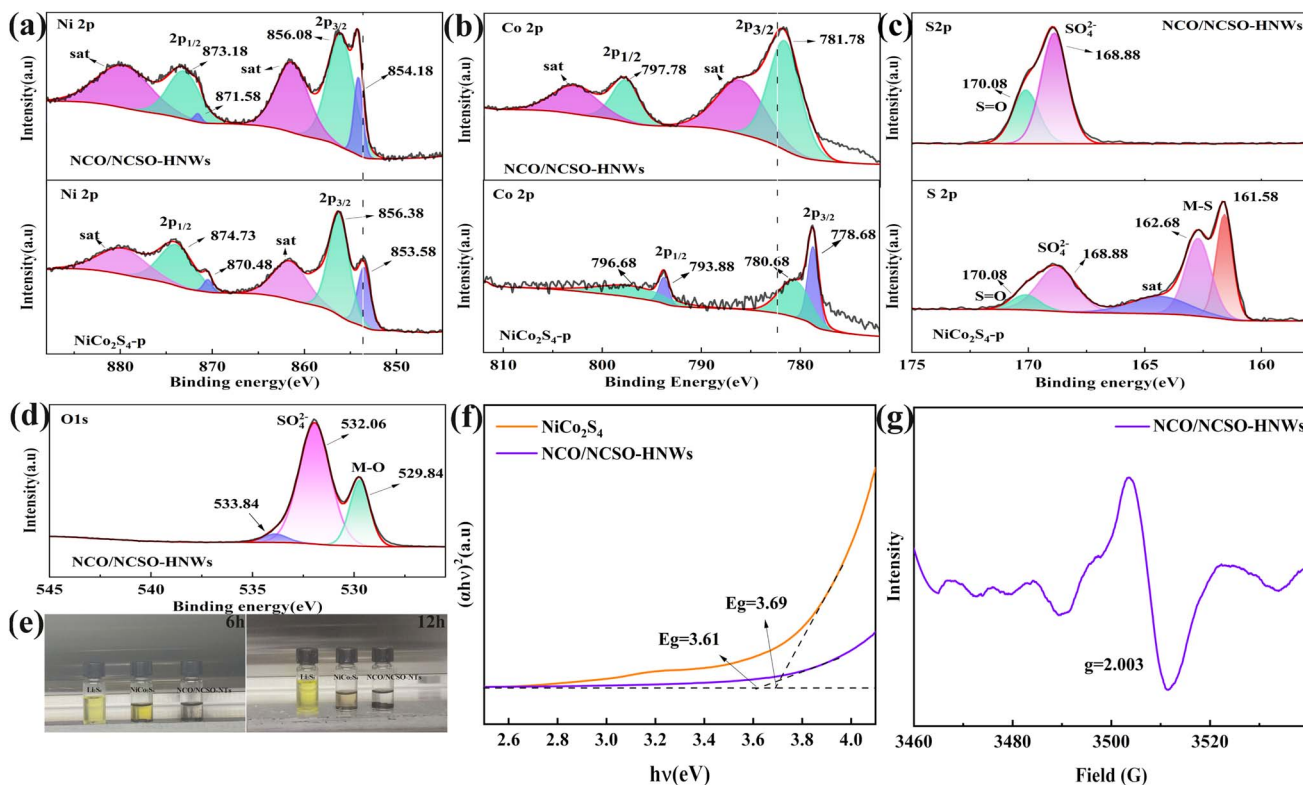 (a)
Ni 2p
2p1/2
873.18
sat
871.58
856.08
2p3/2
sat
854.18
NCO/NCSO-HNWs
Intensity(a.u)
Ni 2p
2p1/2
874.73
sat
870.48
2p3/2
856.38
sat
853.58
NiCo2S4-p
Intensity(a.u)
880
870
860
850
Binding energy(eV)
(b)
Co 2p
2p3/2
781.78
2p1/2
797.78
sat
sat
NCO/NCSO-HNWs
Intensity(a.u)
Co 2p
2p3/2
778.68
2p1/2
796.68
793.88
780.68
NiCo2S4-p
Intensity(a.u)
810
800
790
780
Binding Energy(eV)
(c)
S2p
SO4^2-
NCO/NCSO-HNWs
168.88
170.08
S=O
Intensity(a.u)
S 2p
161.58
M-S
162.68
SO4^2-
168.88
170.08
S=O
sat
NiCo2S4-p
Intensity(a.u)
175
170
165
160
Binding energy(eV)
(d)
O1s
SO4^2-
532.06
M-O
529.84
533.84
NCO/NCSO-HNWs
Intensity(a.u)
545
540
535
530
Binding energy(eV)
(e)
6h
NCO/NCSO-NTs
12h
NCO/NCSO-NTs
(f)
NiCo2S4
NCO/NCSO-HNWs
Eg=3.69
Eg=3.61
(αhν)^2(a.u)
2.6
2.8
3.0
3.2
3.4
3.6
3.8
4.0
hν(eV)
(g)
NCO/NCSO-HNWs
g=2.003
Intensity
3460
3480
3500
3520
Field (G)